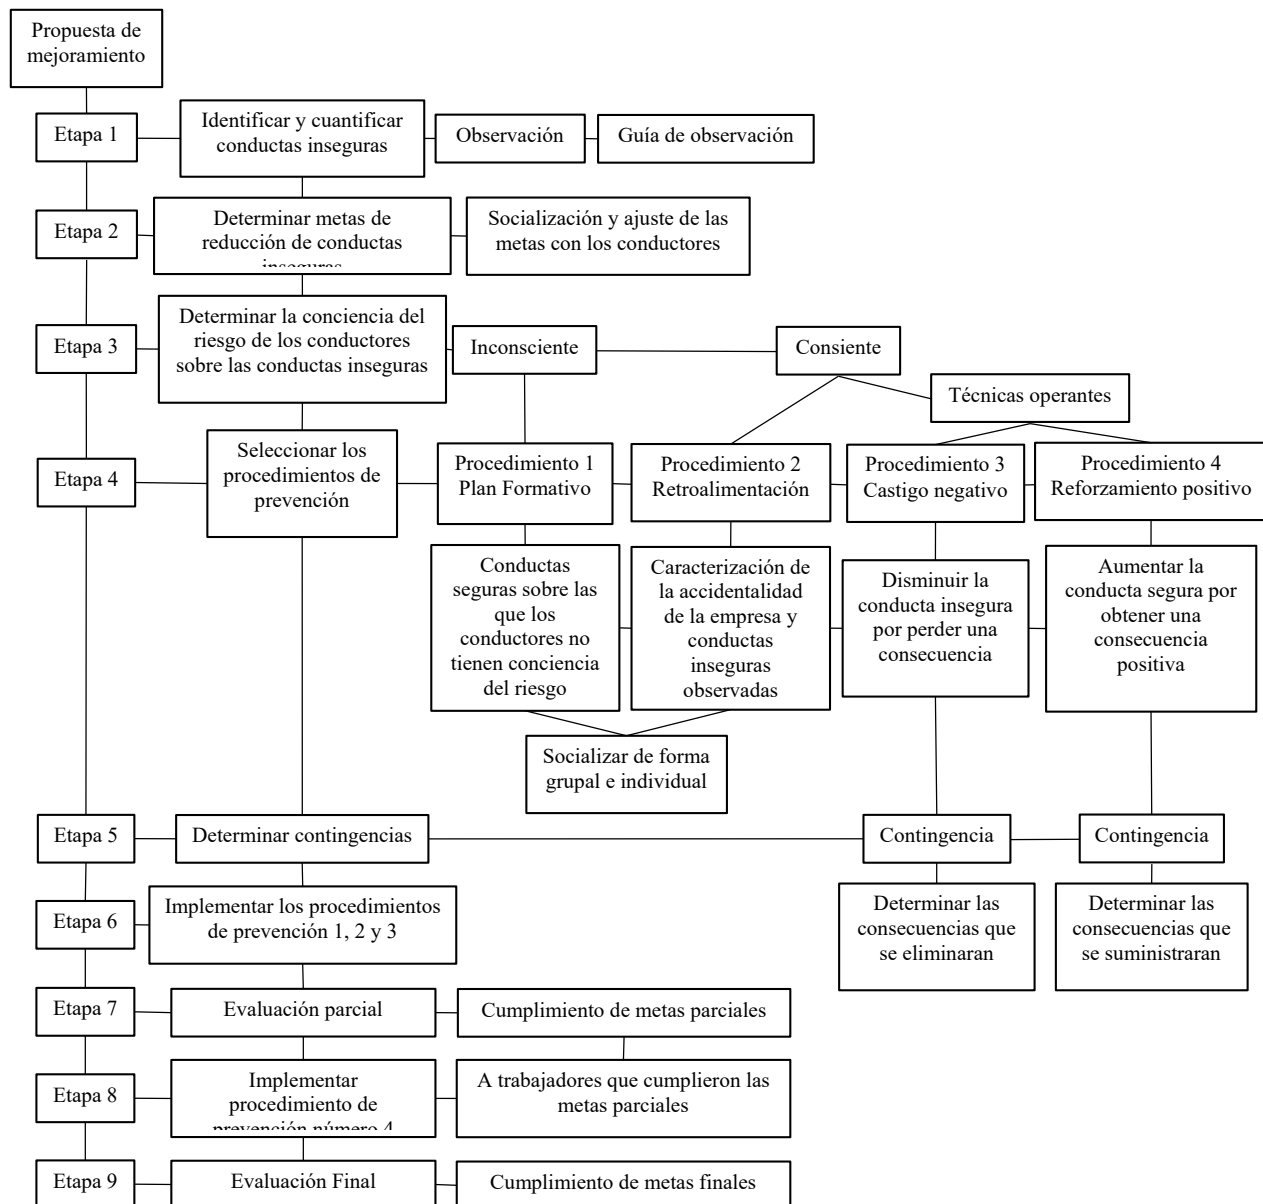 Propuesta de
mejoramiento
Etapa 1
Identificar y cuantificar
conductas inseguras
Observación
Guía de observación
Etapa 2
Determinar metas de
reducción de conductas
inseguras
Socialización y ajuste de las
metas con los conductores
Etapa 3
Determinar la conciencia del
riesgo de los conductores
sobre las conductas inseguras
Inconsciente
Consiente
Técnicas operantes
Etapa 4
Seleccionar los
procedimientos de
prevención
Procedimiento 1
Plan Formativo
Procedimiento 2
Retroalimentación
Procedimiento 3
Castigo negativo
Procedimiento 4
Reforzamiento positivo
Conductas
seguras sobre las
que los
conductores no
tienen conciencia
del riesgo
Caracterización de
la accidentalidad
de la empresa y
conductas
inseguras
observadas
Disminuir la
conducta insegura
por perder una
consecuencia
Aumentar la
conducta segura por
obtener una
consecuencia
positiva
Socializar de forma
grupal e individual
Etapa 5
Determinar contingencias
Contingencia
Contingencia
Determinar las
consecuencias que
se eliminaran
Determinar las
consecuencias que
se suministraran
Etapa 6
Implementar los procedimientos
de prevención 1, 2 y 3
Etapa 7
Evaluación parcial
Cumplimiento de metas parciales
Etapa 8
Implementar
procedimiento de
prevención número 4
A trabajadores que cumplieron las
metas parciales
Etapa 9
Evaluación Final
Cumplimiento de metas finales